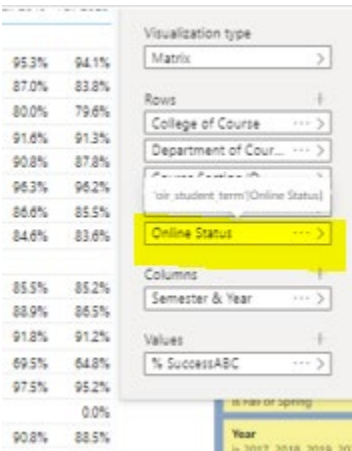 Visualization type
Matrix
Rows
College of Course
Department of Cour...
'oir_student_term'[Online Status]
Online Status
Columns
Semester & Year
Values
% SuccessABC
95.3% 94.1%
87.0% 83.8%
80.0% 79.6%
91.6% 91.3%
90.8% 87.8%
96.3% 96.2%
86.6% 85.5%
84.6% 83.6%
85.5% 85.2%
88.9% 86.5%
91.8% 91.2%
69.5% 64.8%
97.5% 95.2%
0.0%
90.8% 88.5%
is Fall or Spring
Year